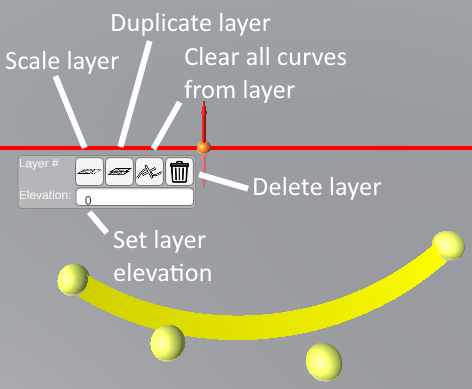 Duplicate layer
Scale layer
Clear all curves
from layer
Layer #
Elevation:
0
Delete layer
Set layer
elevation